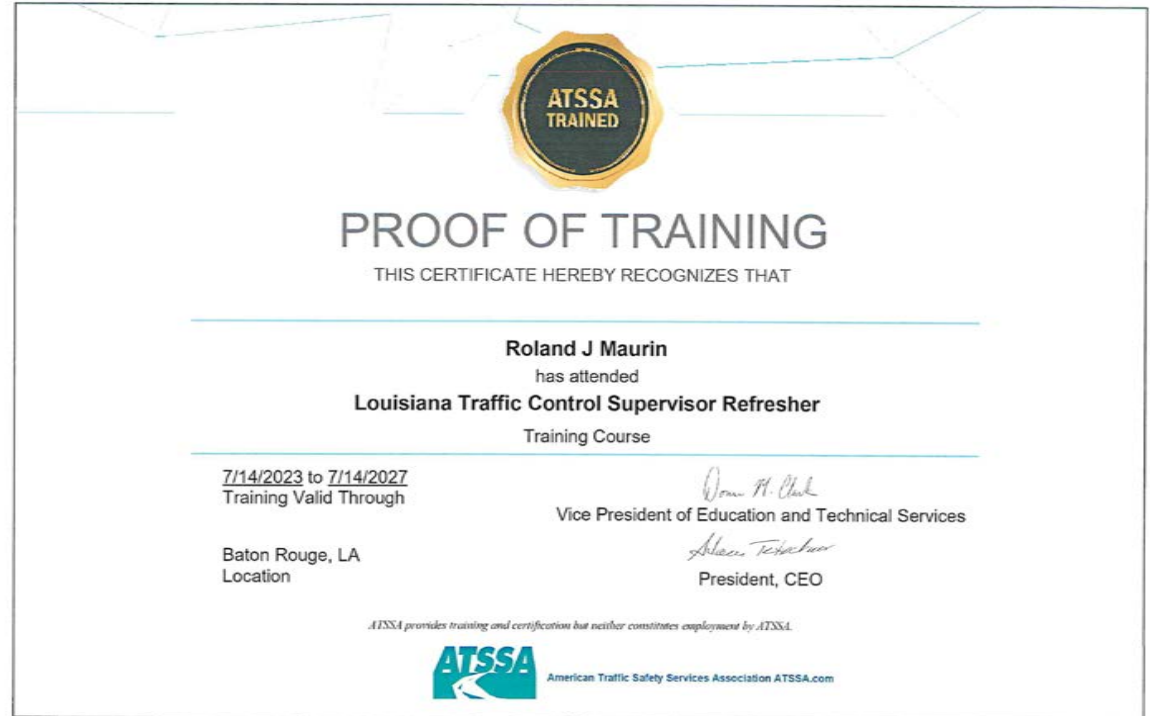 ATSSA
TRAINED
PROOF OF TRAINING
THIS CERTIFICATE HEREBY RECOGNIZES THAT
Roland J Maurin
has attended
Louisiana Traffic Control Supervisor Refresher
Training Course
7/14/2023 to 7/14/2027
Training Valid Through
Donna M. Clark
Vice President of Education and Technical Services
Baton Rouge, LA
Location
President, CEO
ATSSA provides training and certification but neither constitutes employment by ATSSA.
ATSSA
American Traffic Safety Services Association ATSSA.com